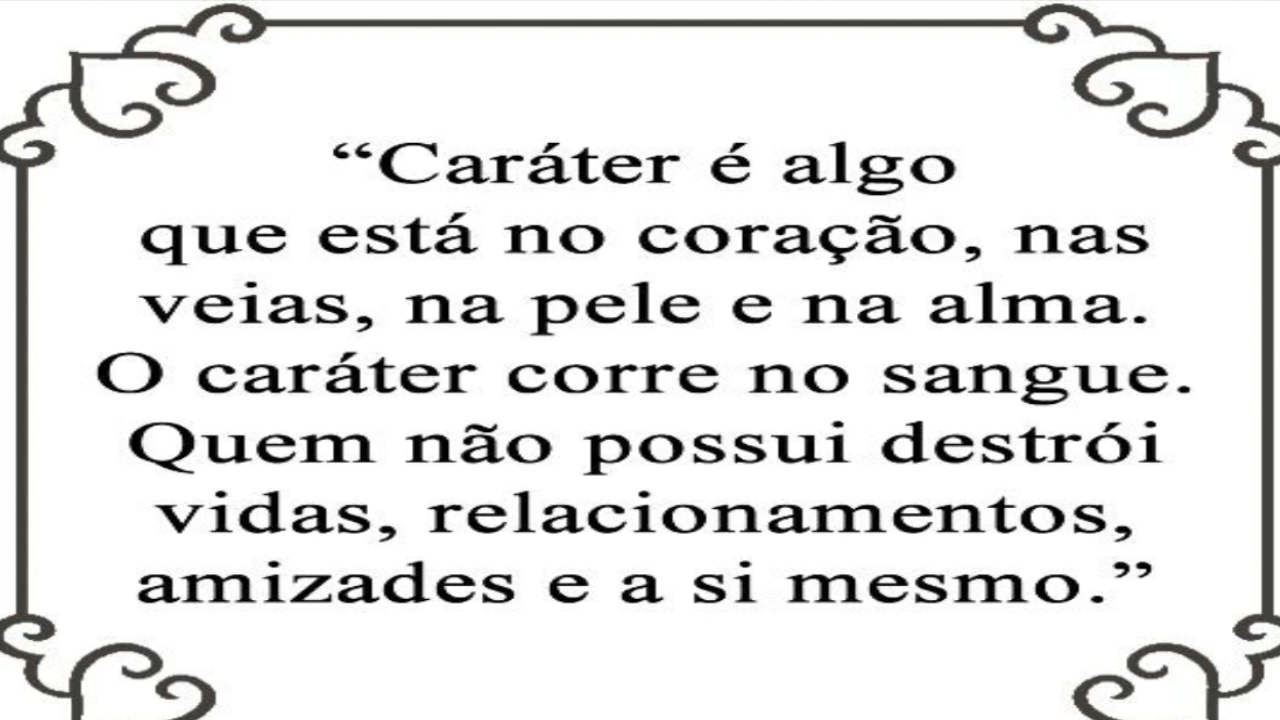 “Caráter é algo
que está no coração, nas
veias, na pele e na alma.
O caráter corre no sangue.
Quem não possui destrói
vidas, relacionamentos,
amizades e a si mesmo.”